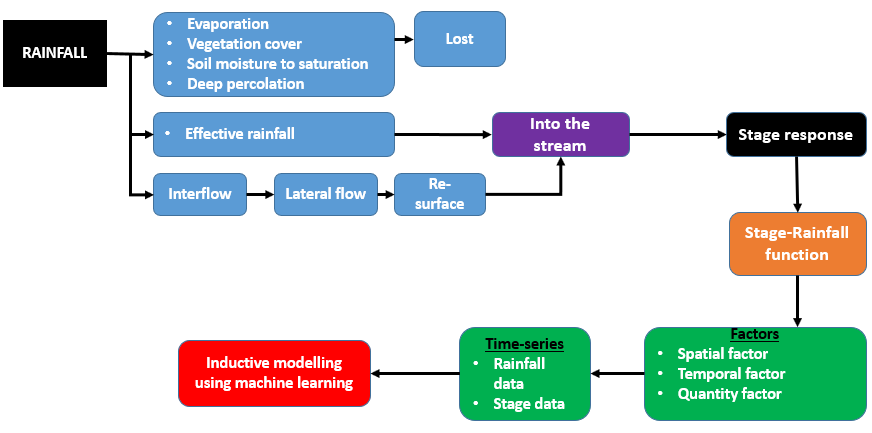 RAINFALL
• Evaporation
• Vegetation cover
• Soil moisture to saturation
• Deep percolation
Lost
• Effective rainfall
Into the
stream
Stage response
Interflow
Lateral flow
Re-
surface
Stage-Rainfall
function
Factors
• Spatial factor
• Temporal factor
• Quantity factor
Time-series
• Rainfall
data
• Stage data
Inductive modelling
using machine learning